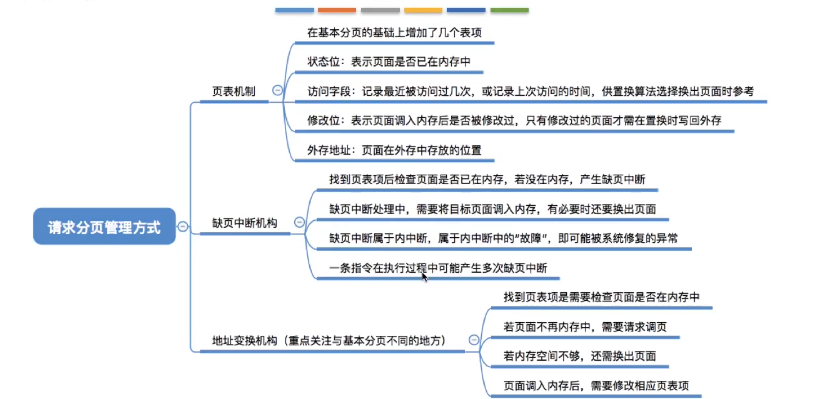 在基本分页的基础上增加了几个表项
状态位：表示页面是否已在内存中
页表机制
访问字段：记录最近被访问过几次，或记录上次访问的时间，供置换算法选择换出页面时参考
修改位：表示页面调入内存后是否被修改过，只有修改过的页面才需在置换时写回外存
外存地址：页面在外存中存放的位置
请求分页管理方式
找到页表项后检查页面是否已在内存，若没在内存，产生缺页中断
缺页中断机构
缺页中断处理中，需要将目标页面调入内存，有必要时还要换出页面
缺页中断属于内中断，属于内中断中的“故障”，即可能被系统修复的异常
一条指令在执行过程中可能产生多次缺页中断
地址变换机构（重点关注与基本分页不同的地方）
找到页表项是需要检查页面是否在内存中
若页面不再内存中，需要请求调页
若内存空间不够，还需换出页面
页面调入内存后，需要修改相应页表项